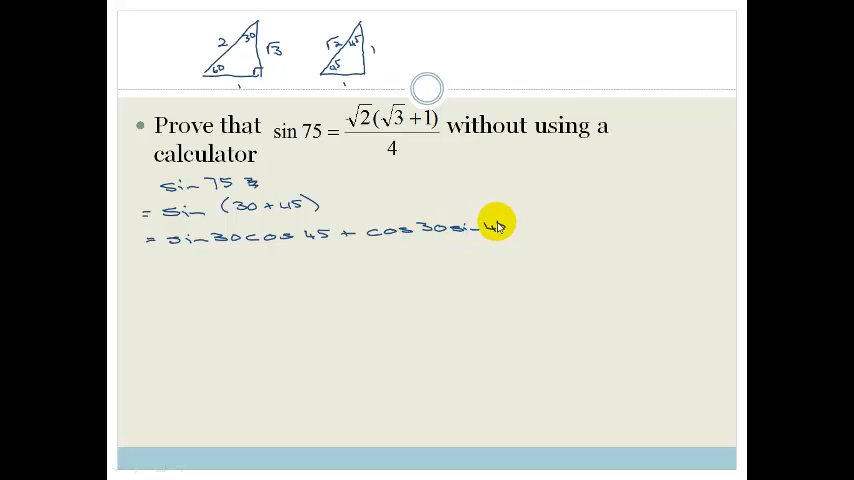 2 30 √3 60 1
√2 45 1 45 1
Prove that sin 75 = √2(√3+1)/4 without using a
calculator
sin 75
= sin (30+45)
= sin 30 cos 45 + cos 30 sin